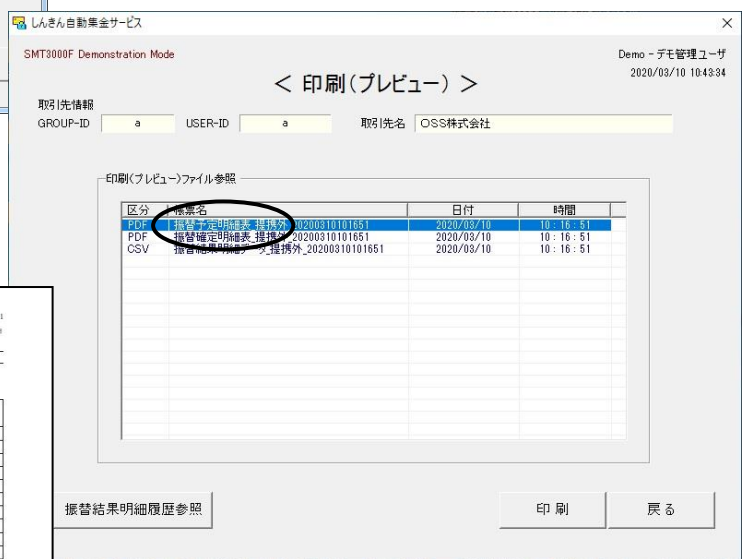 しんきん自動集金サービス
SMT3000F Demonstration Mode
Demo - デモ管理ユーザ
2020/03/10 10:43:34
＜ 印刷(プレビュー) ＞
取引先情報
GROUP-ID a USER-ID a 取引先名 OSS株式会社
印刷(プレビュー)ファイル参照
区分 帳票名 日付 時間
PDF 振替予定明細表_提携外_20200310101651 2020/03/10 10:16:51
PDF 振替確定明細表_提携外_20200310101651 2020/03/10 10:16:51
CSV 振替結果明細データ_提携外_20200310101651 2020/03/10 10:16:51
振替結果明細履歴参照 印 刷 戻 る